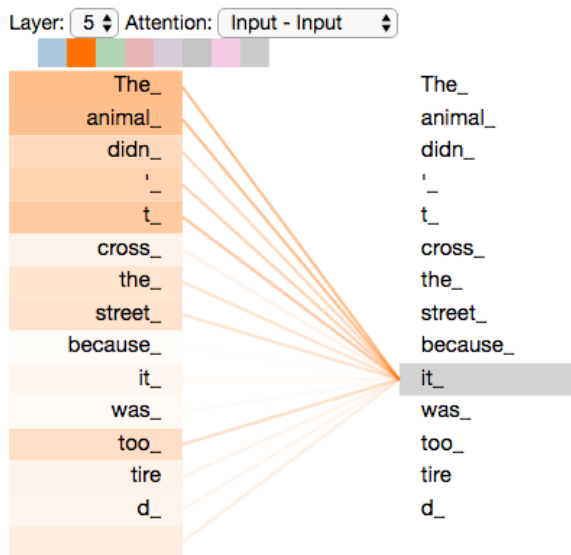 Layer: 5 Attention: Input - Input
The_ The_
animal_ animal_
didn_ didn_
'_ '_
t_ t_
cross_ cross_
the_ the_
street_ street_
because_ because_
it_ it_
was_ was_
too_ too_
tire tire
d_ d_